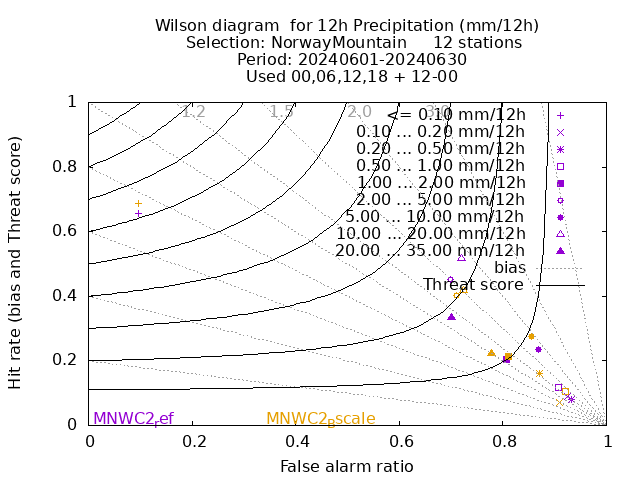 Wilson diagram  for 12h Precipitation (mm/12h)
Selection: NorwayMountain     12 stations
Period: 20240601-20240630
Used 00,06,12,18 + 12-00
Hit rate (bias and Threat score)
1
0.8
0.6
0.4
0.2
0
1.2 1.5 2.0 3.0
<= 0.10 mm/12h
0.10 ... 0.20 mm/12h
0.20 ... 0.50 mm/12h
0.50 ... 1.00 mm/12h
1.00 ... 2.00 mm/12h
2.00 ... 5.00 mm/12h
5.00 ... 10.00 mm/12h
10.00 ... 20.00 mm/12h
20.00 ... 35.00 mm/12h
bias
Threat score
MNWC2ref MNWC2Bscale
0 0.2 0.4 0.6 0.8 1
False alarm ratio